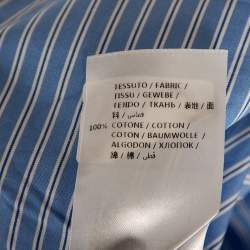 TESSUTO / FABRIC /
TISSU / GEWEBE /
TEJIDO / ТКАНЬ / 表地 / 面
料 / قماش /
100% COTONE / COTTON /
COTON / BAUMWOLLE /
ALGODON / ХЛОПОК /
綿 / 棉 / قطن /